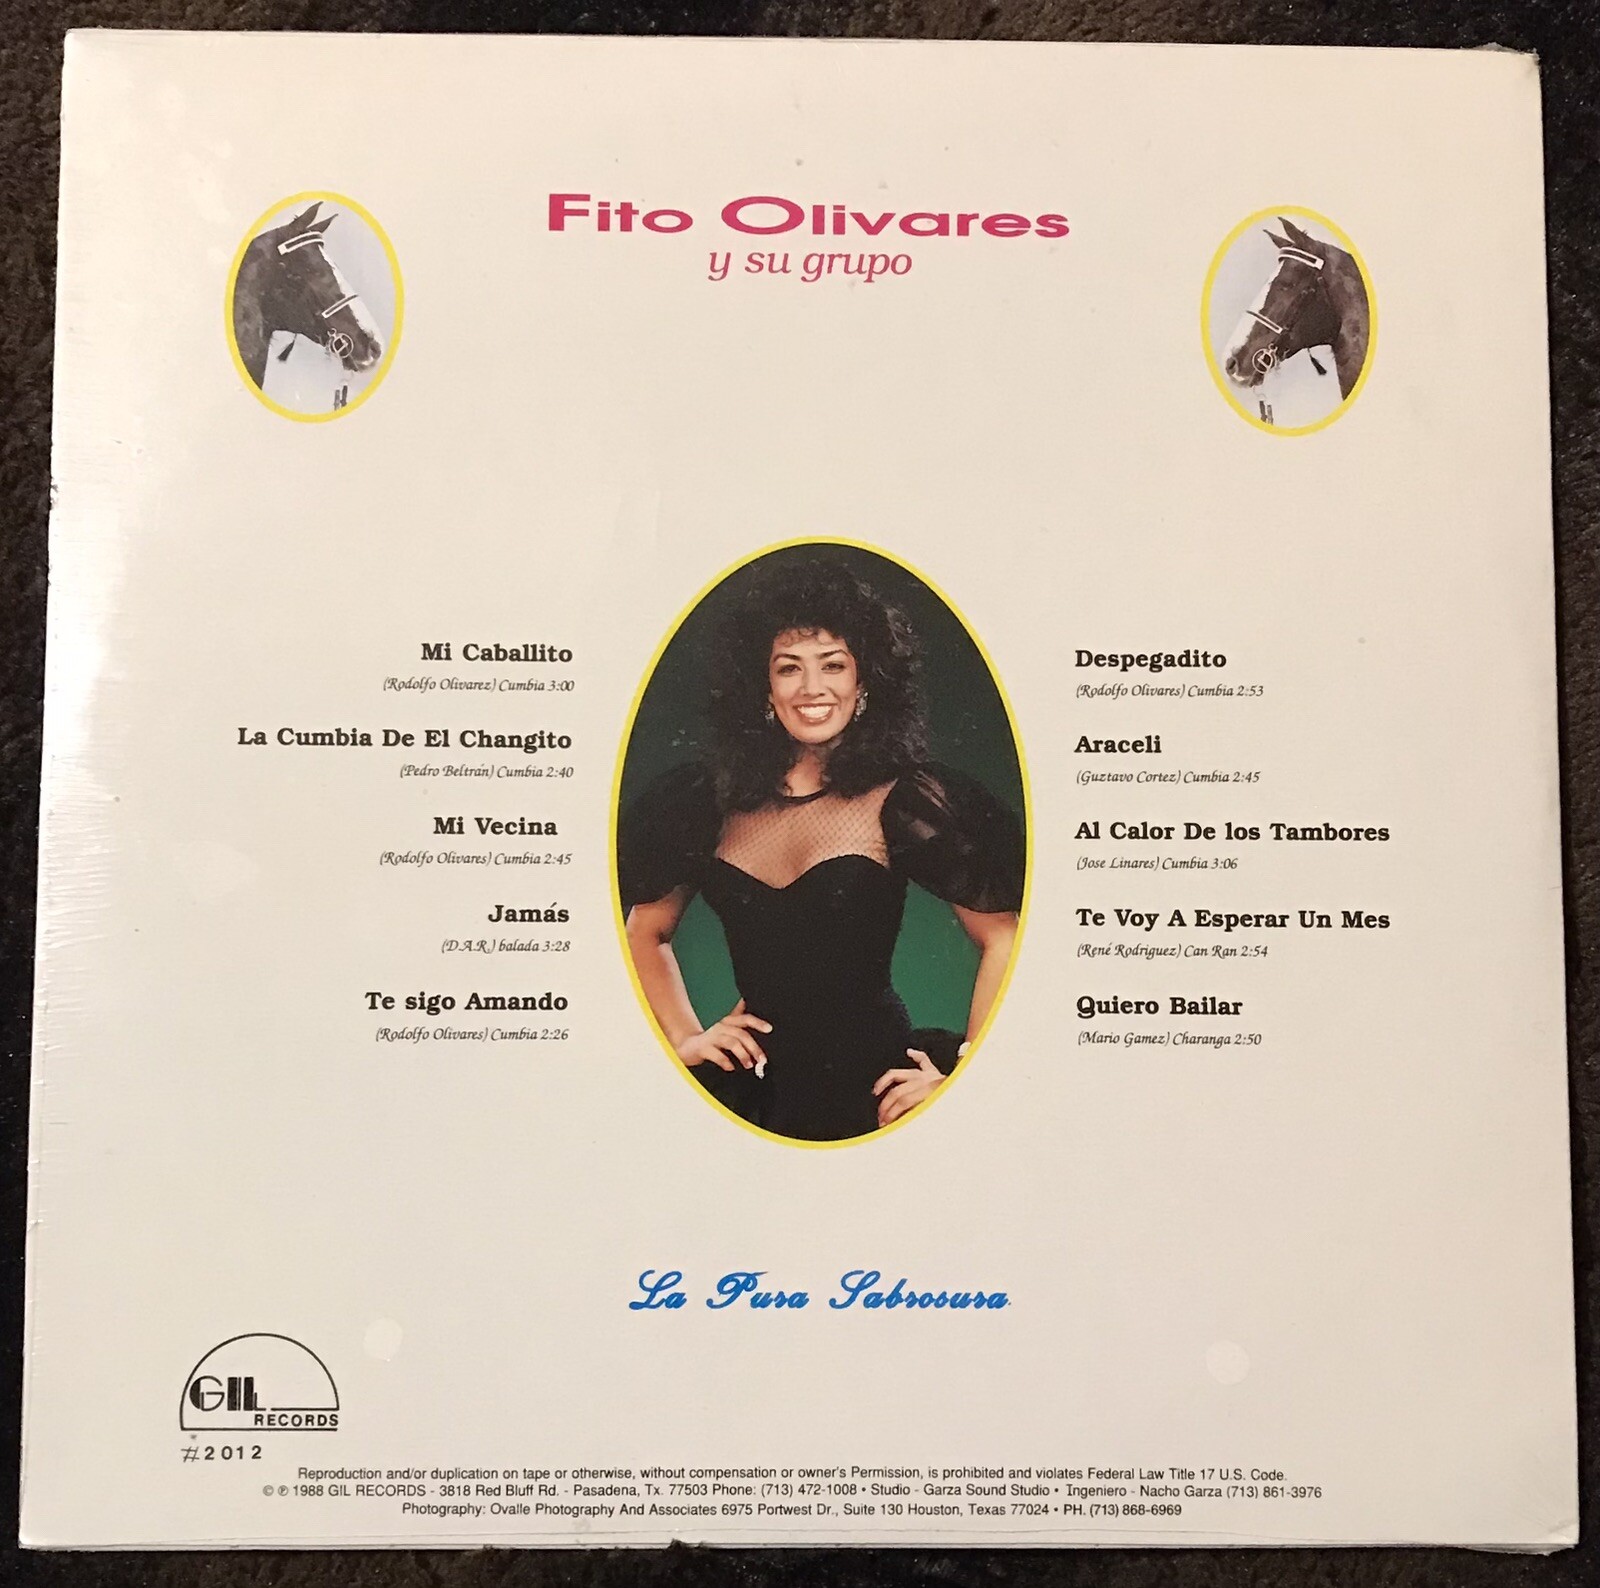 Fito Olivares
y su grupo
Mi Caballito
(Rodolfo Olivarez) Cumbia 3:00
La Cumbia De El Changito
(Pedro Beltrán) Cumbia 2:40
Mi Vecina
(Rodolfo Olivares) Cumbia 2:45
Jamás
(D.A.R.) balada 3:28
Te sigo Amando
(Rodolfo Olivares) Cumbia 2:26
Despegadito
(Rodolfo Olivares) Cumbia 2:53
Araceli
(Guztavo Cortez) Cumbia 2:45
Al Calor De los Tambores
(Jose Linares) Cumbia 3:06
Te Voy A Esperar Un Mes
(René Rodriguez) Can Ran 2:54
Quiero Bailar
(Mario Gamez) Charanga 2:50
La Pura Sabrosura.
GIL
RECORDS
#2012
Reproduction and/or duplication on tape or otherwise, without compensation or owner's Permission, is prohibited and violates Federal Law Title 17 U.S. Code.
© ℗ 1988 GIL RECORDS - 3818 Red Bluff Rd. - Pasadena, Tx. 77503 Phone: (713) 472-1008 • Studio - Garza Sound Studio • Ingeniero - Nacho Garza (713) 861-3976
Photography: Ovalle Photography And Associates 6975 Portwest Dr., Suite 130 Houston, Texas 77024 • PH. (713) 868-6969